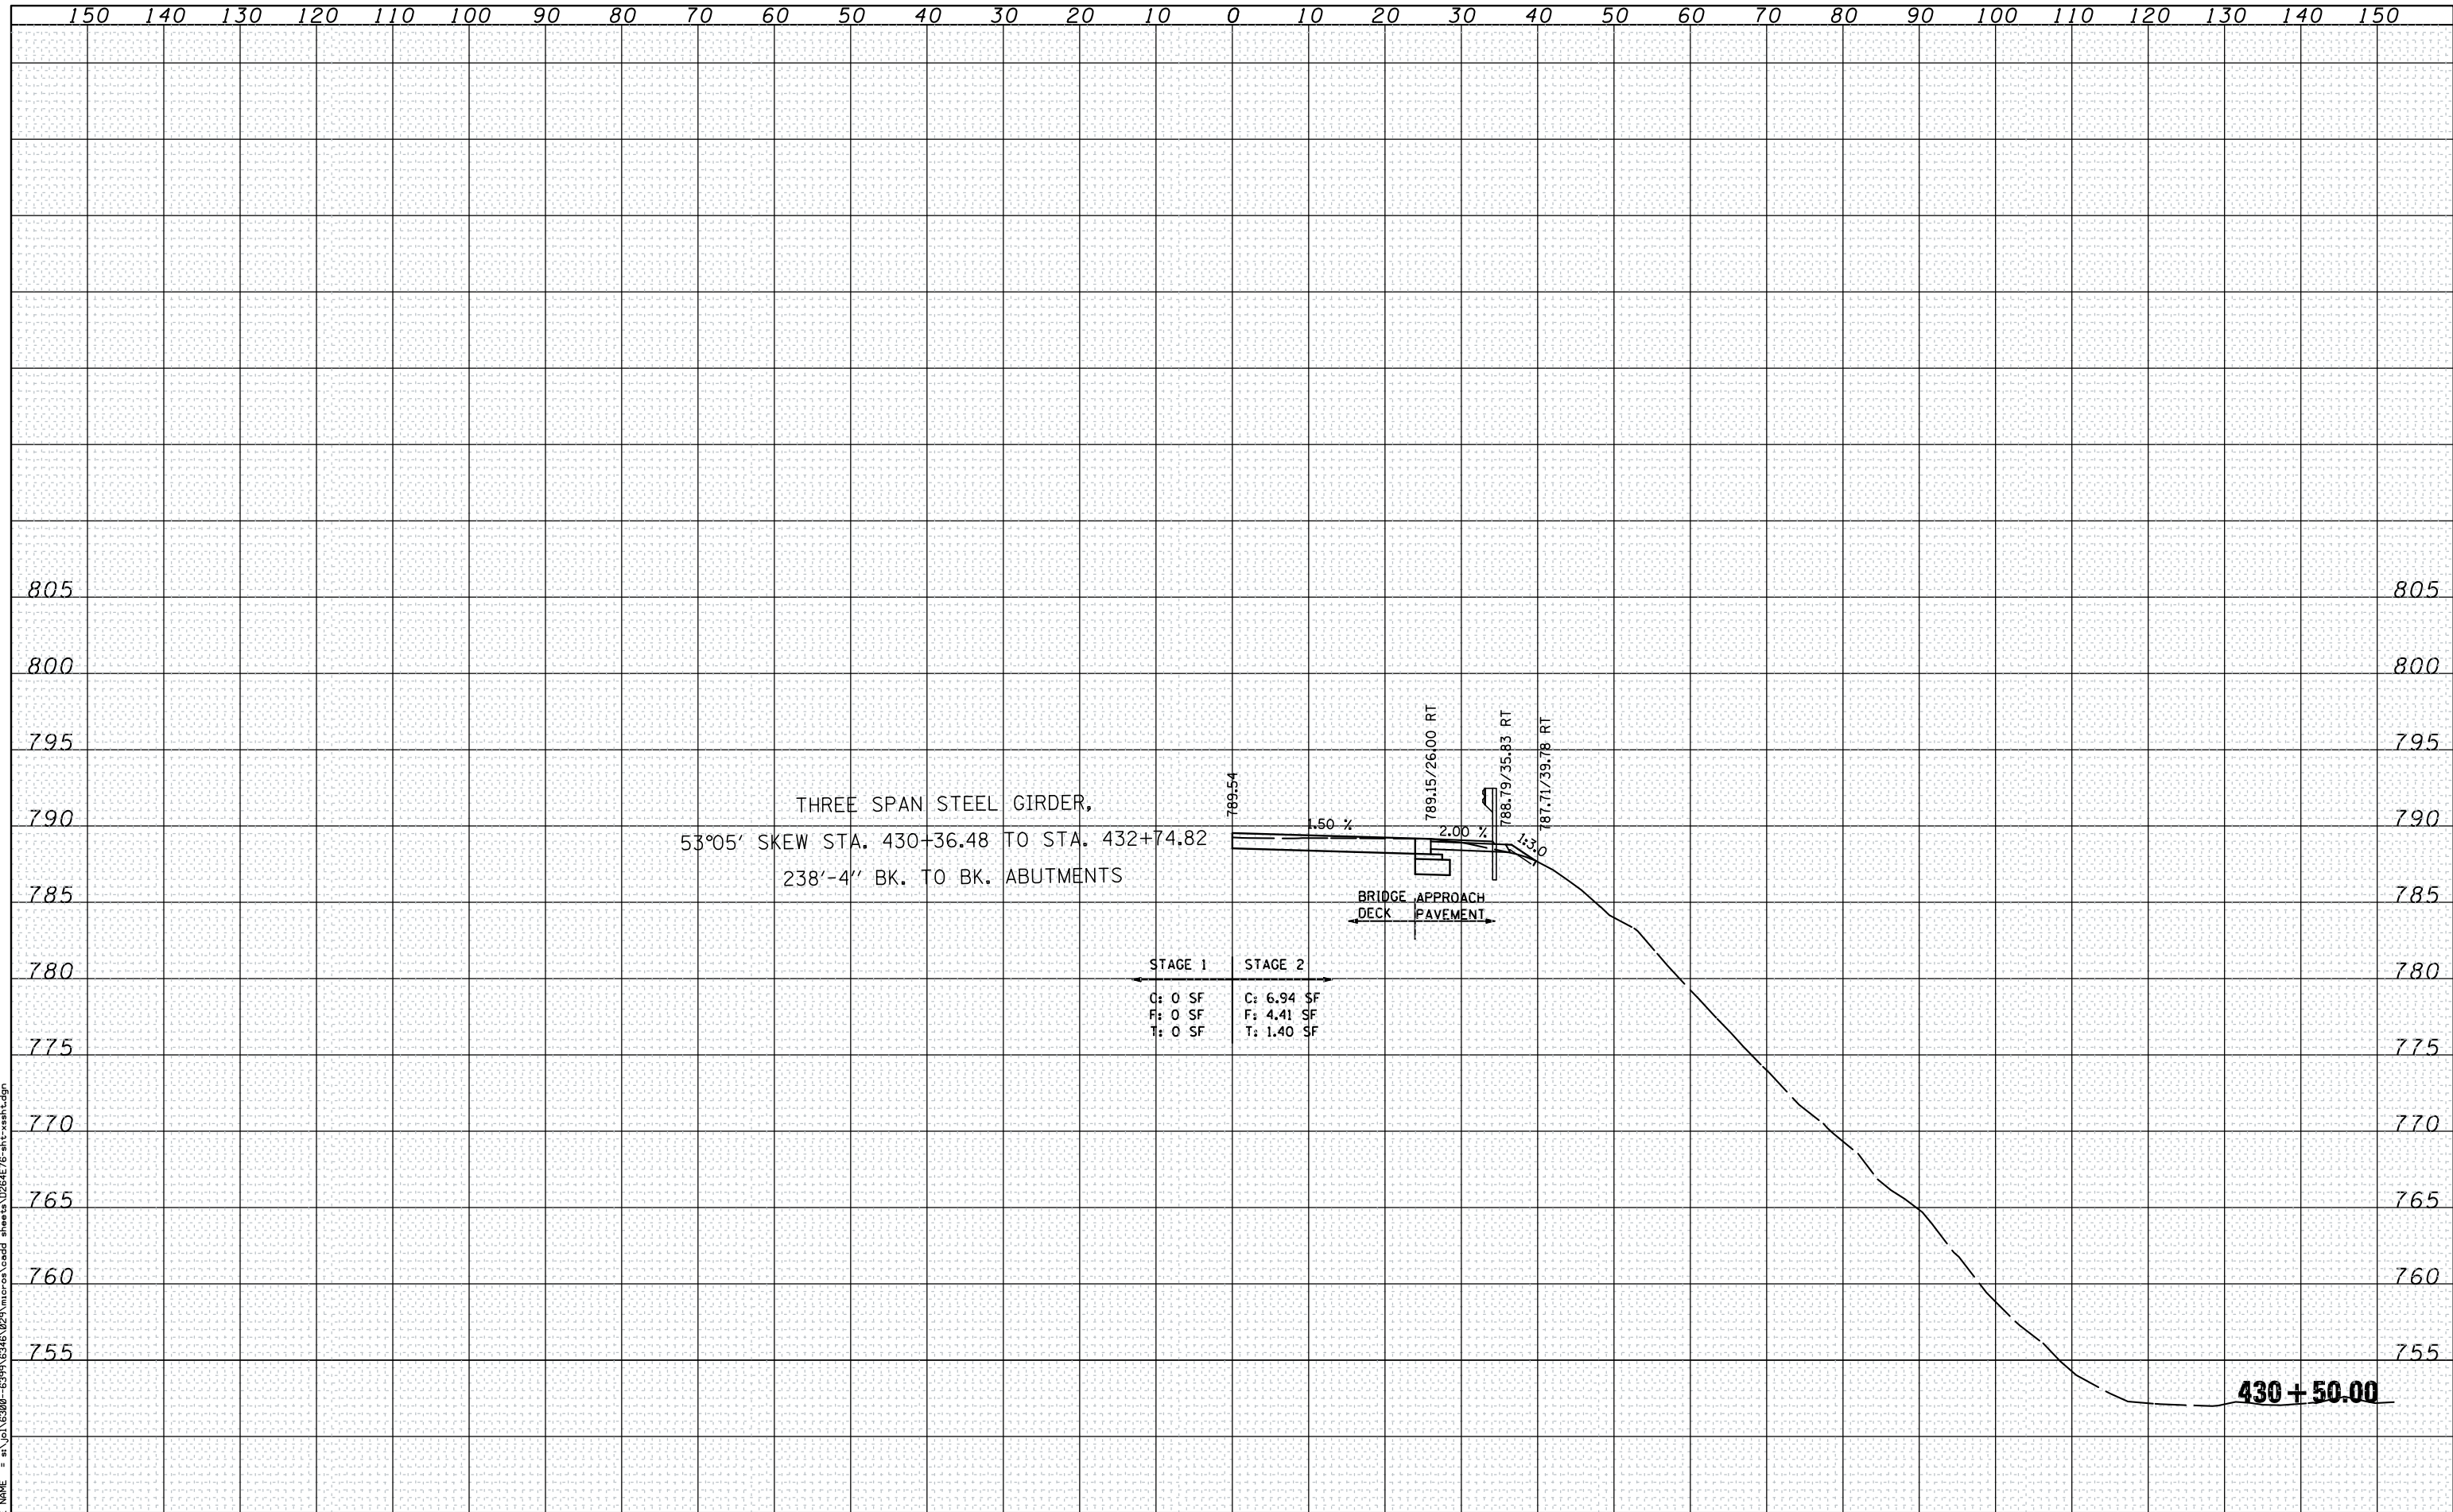 150 140 130 120 110 100 90 80 70 60 50 40 30 20 10 0 10 20 30 40 50 60 70 80 90 100 110 120 130 140 150
805 805
800 800
795 795
789.54
789.15/26.00 RT
788.79/35.83 RT
787.71/39.78 RT
THREE SPAN STEEL GIRDER,
53°05' SKEW STA. 430+36.48 TO STA. 432+74.82
238'-4" BK. TO BK. ABUTMENTS
790 790
1.50 %
2.00 %
1:3.0
785 785
BRIDGE APPROACH
DECK PAVEMENT
780 780
STAGE 1 STAGE 2
C: 0 SF C: 6.94 SF
F: 0 SF F: 4.41 SF
T: 0 SF T: 1.40 SF
775 775
770 770
765 765
760 760
755 755
430+50.00
NAME =